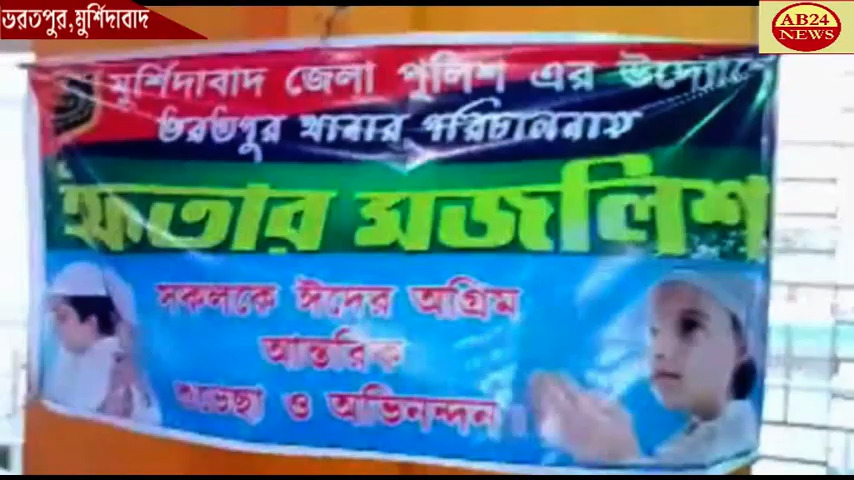 ভরতপুর,মুর্শিদাবাদ
AB24
NEWS
মুর্শিদাবাদ জেলা পুলিশ এর উদ্যোগে
ভরতপুর থানার পরিচালনায়
ইফতার মজলিশ
সকলকে ঈদের অগ্রিম
আন্তরিক
শুভেচ্ছা ও অভিনন্দন